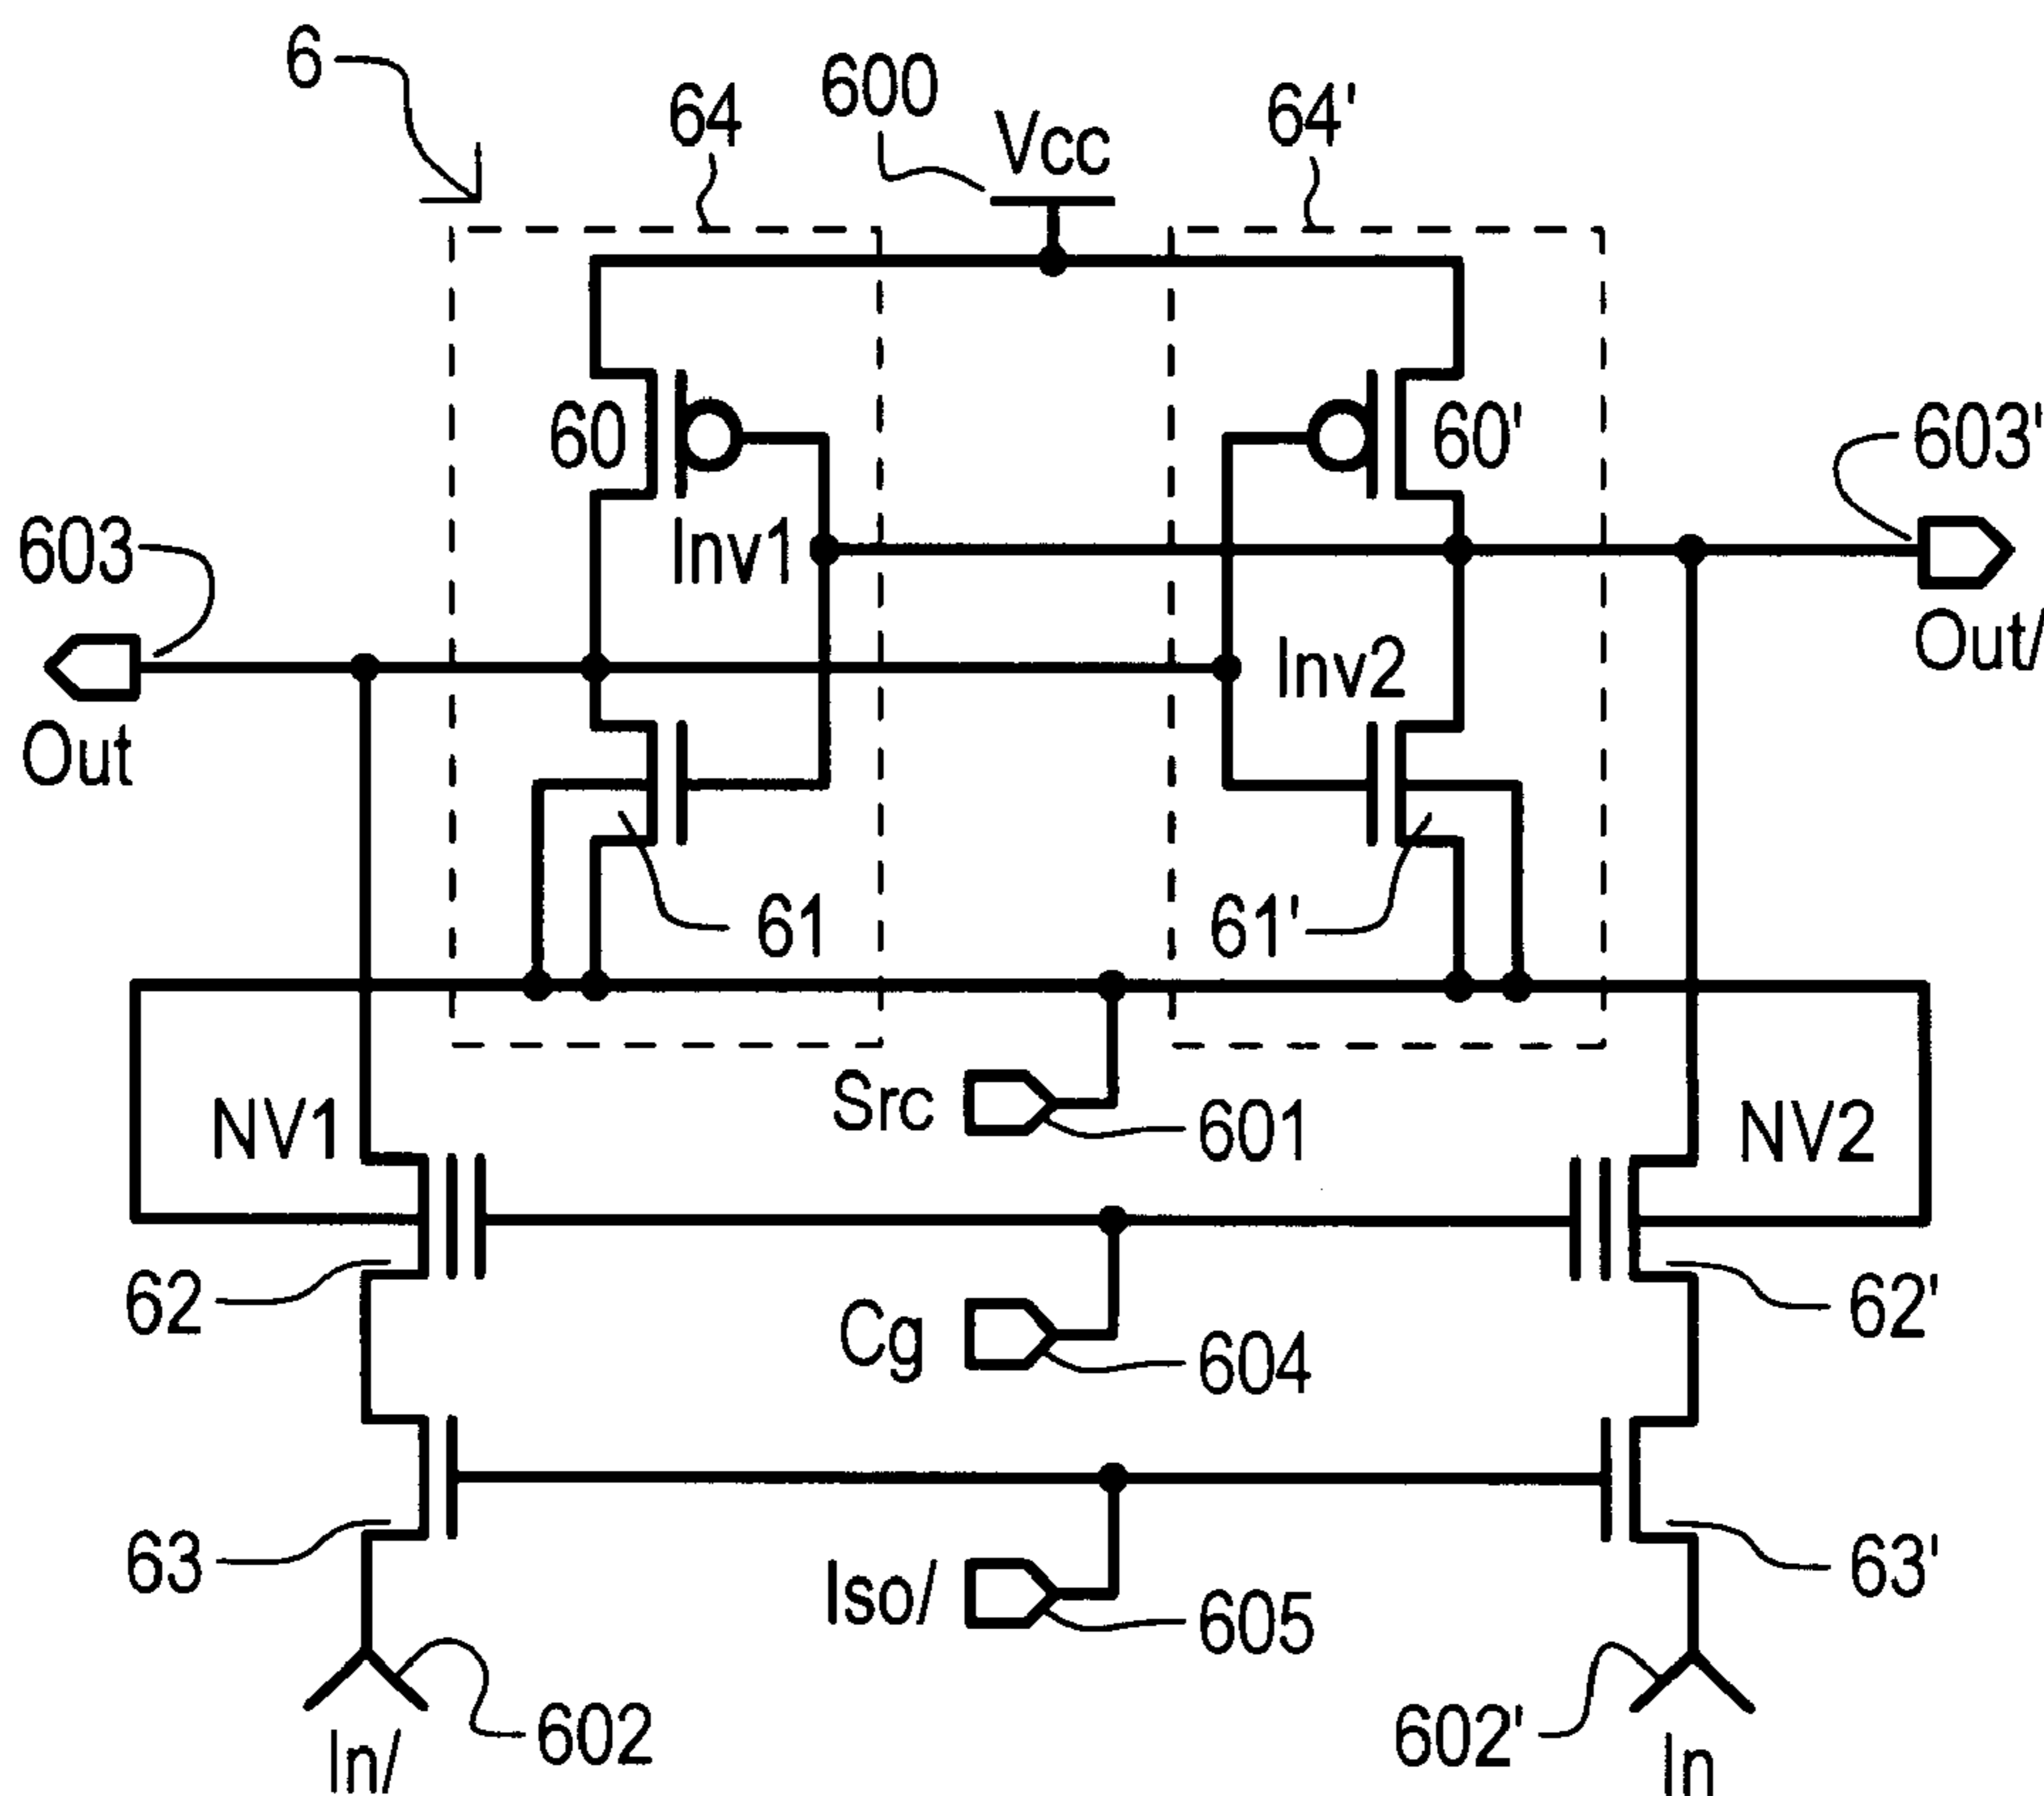 6
64
600
Vcc
64'
60
60'
603'
603
Inv1
Out/
Inv2
Out
61
61'
Src
601
NV1
NV2
62
Cg
604
62'
63
Iso/
605
63'
In/
602
602'
In